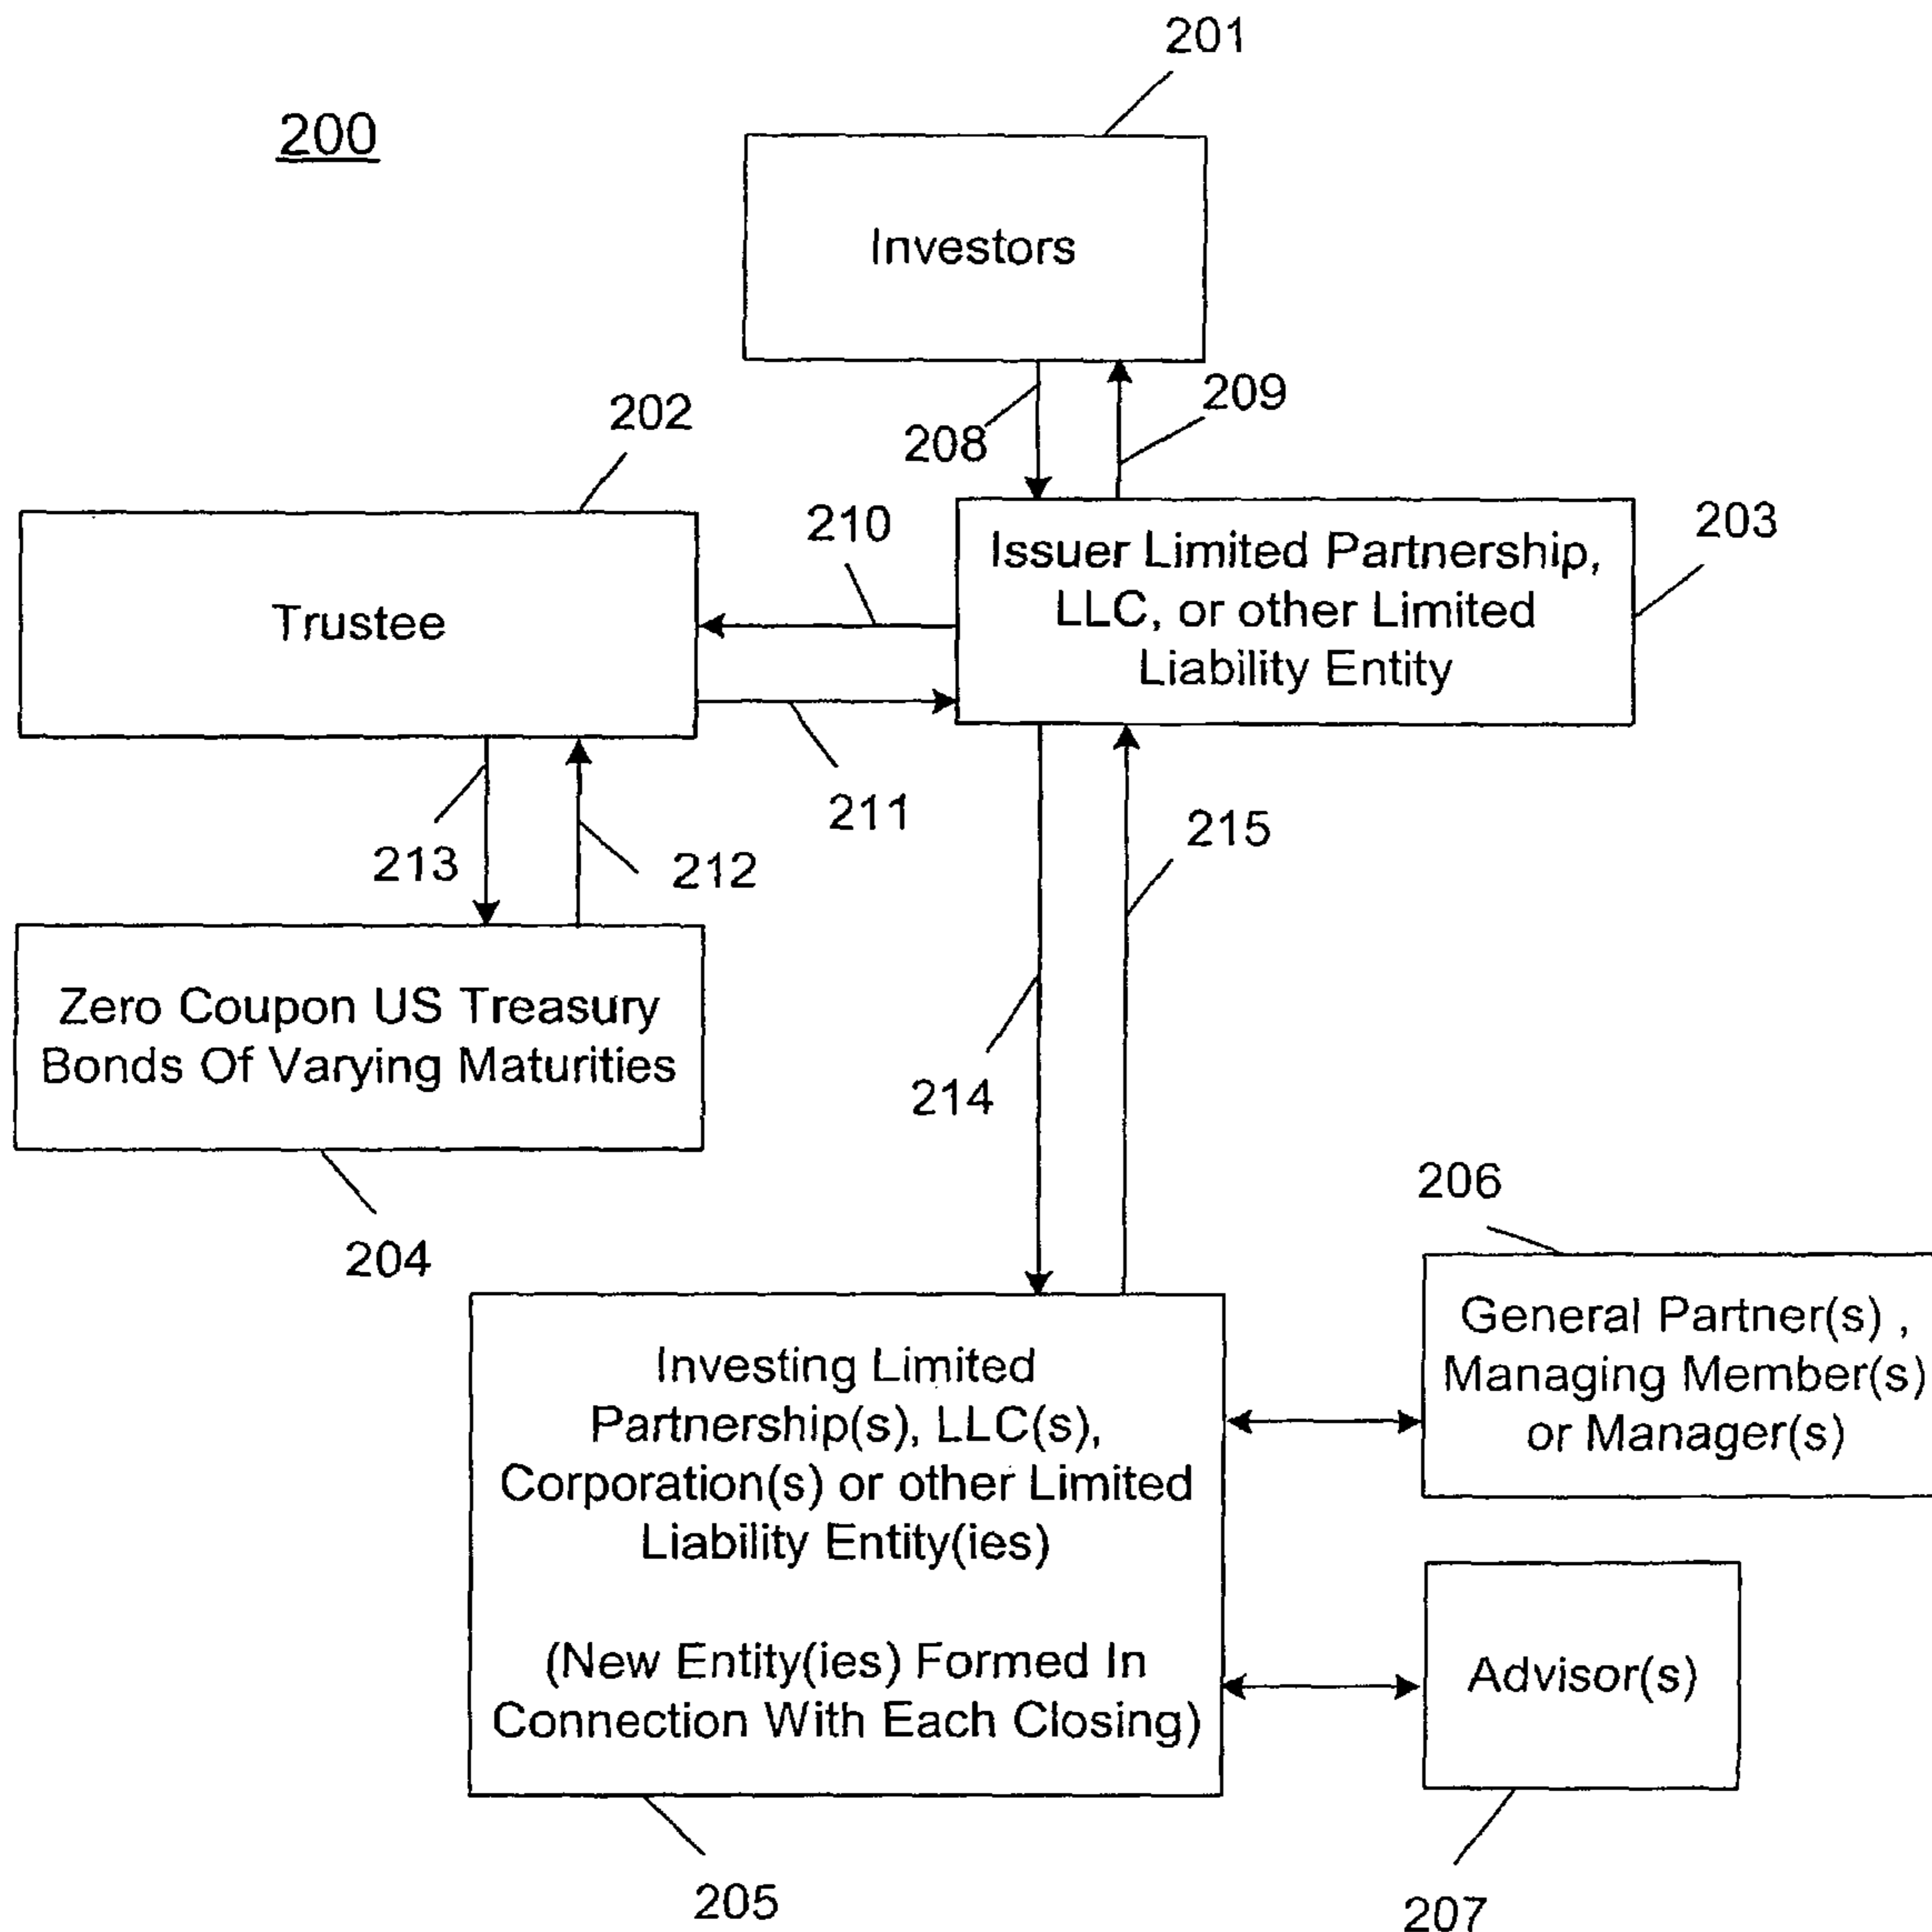 201
200
Investors
209
202
208
203
210
Issuer Limited Partnership,
LLC, or other Limited
Liability Entity
Trustee
211
215
213
212
Zero Coupon US Treasury
Bonds Of Varying Maturities
214
206
204
General Partner(s) ,
Managing Member(s)
or Manager(s)
Investing Limited
Partnership(s), LLC(s),
Corporation(s) or other Limited
Liability Entity(ies)
(New Entity(ies) Formed In
Connection With Each Closing)
Advisor(s)
205
207